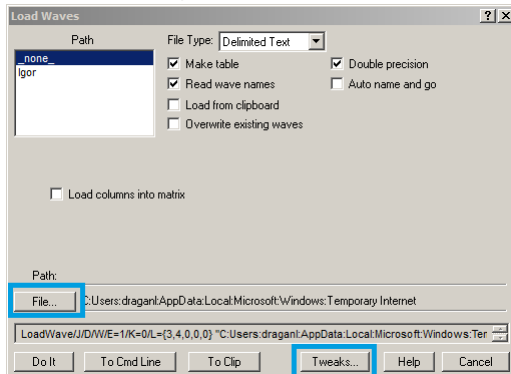 Load Waves
Path
File Type: Delimited Text
_none_
Igor
Make table
Double precision
Read wave names
Auto name and go
Load from clipboard
Overwrite existing waves
Load columns into matrix
Path:
File... C:Users:draganl:AppData:Local:Microsoft:Windows:Temporary Internet
LoadWave/J/D/W/E=1/K=0/L={3,4,0,0,0} "C:Users:draganl:AppData:Local:Microsoft:Windows:Ter
Do It To Cmd Line To Clip Tweaks... Help Cancel